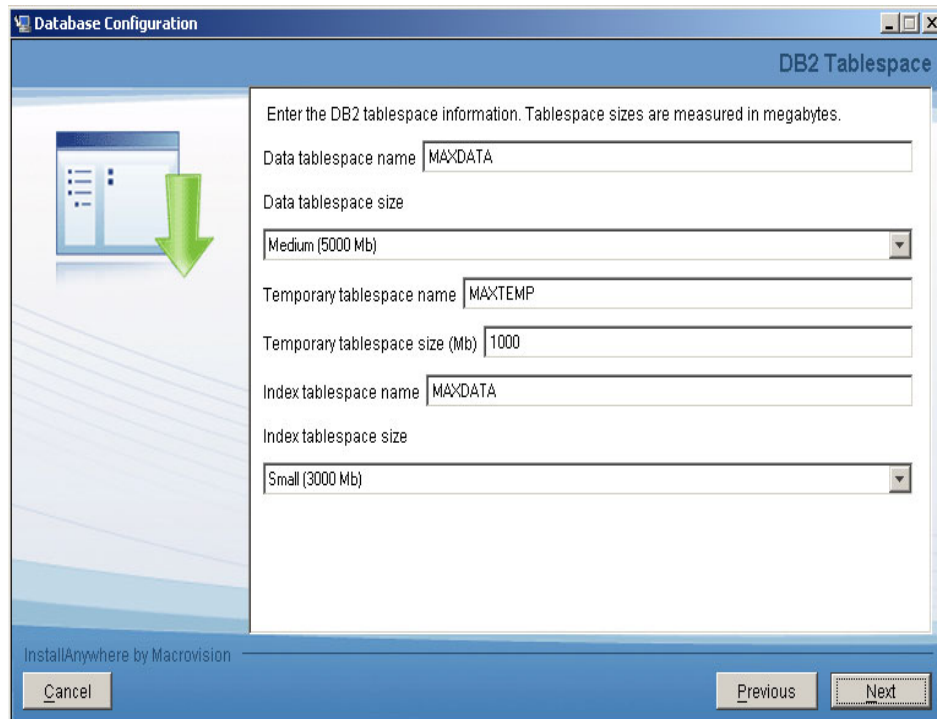 Database Configuration
DB2 Tablespace
Enter the DB2 tablespace information. Tablespace sizes are measured in megabytes.
Data tablespace name MAXDATA
Data tablespace size
Medium (5000 Mb)
Temporary tablespace name MAXTEMP
Temporary tablespace size (Mb) 1000
Index tablespace name MAXDATA
Index tablespace size
Small (3000 Mb)
InstallAnywhere by Macrovision
Cancel Previous Next